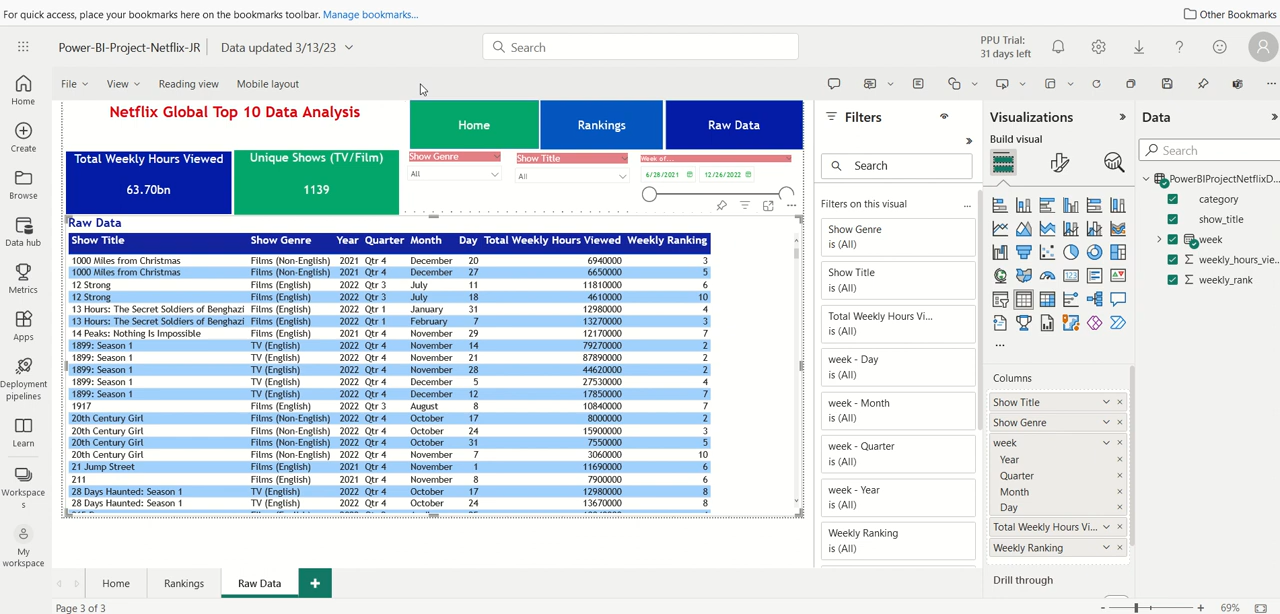 For quick access, place your bookmarks here on the bookmarks toolbar. Manage bookmarks...
Other Bookmarks
Power-BI-Project-Netflix-JR
Data updated 3/13/23
Search
PPU Trial:
31 days left
File
View
Reading view
Mobile layout
Home
Create
Browse
Data hub
Metrics
Apps
Deployment
pipelines
Learn
Workspace
s
My
workspace
Netflix Global Top 10 Data Analysis
Home
Rankings
Raw Data
Total Weekly Hours Viewed
63.70bn
Unique Shows (TV/Film)
1139
Show Genre
All
Show Title
All
Week of...
6/28/2021
12/26/2022
Raw Data
Show Title Show Genre Year Quarter Month Day Total Weekly Hours Viewed Weekly Ranking
1000 Miles from Christmas Films (Non-English) 2021 Qtr 4 December 20 6940000 3
1000 Miles from Christmas Films (Non-English) 2021 Qtr 4 December 27 6650000 5
12 Strong Films (English) 2022 Qtr 3 July 11 11810000 6
12 Strong Films (English) 2022 Qtr 3 July 18 4610000 10
13 Hours: The Secret Soldiers of Benghazi Films (English) 2022 Qtr 1 January 31 12980000 4
13 Hours: The Secret Soldiers of Benghazi Films (English) 2022 Qtr 1 February 7 13270000 3
14 Peaks: Nothing Is Impossible Films (English) 2021 Qtr 4 November 29 12170000 7
1899: Season 1 TV (English) 2022 Qtr 4 November 14 79270000 2
1899: Season 1 TV (English) 2022 Qtr 4 November 21 87890000 2
1899: Season 1 TV (English) 2022 Qtr 4 November 28 44620000 2
1899: Season 1 TV (English) 2022 Qtr 4 December 5 27530000 4
1899: Season 1 TV (English) 2022 Qtr 4 December 12 17850000 7
1917 Films (English) 2022 Qtr 3 August 8 10840000 7
20th Century Girl Films (Non-English) 2022 Qtr 4 October 17 8000000 2
20th Century Girl Films (Non-English) 2022 Qtr 4 October 24 15900000 3
20th Century Girl Films (Non-English) 2022 Qtr 4 October 31 7550000 5
20th Century Girl Films (Non-English) 2022 Qtr 4 November 7 3060000 10
21 Jump Street Films (English) 2021 Qtr 4 November 1 11690000 6
211 Films (English) 2021 Qtr 4 November 8 7900000 6
28 Days Haunted: Season 1 TV (English) 2022 Qtr 4 October 17 12980000 8
28 Days Haunted: Season 1 TV (English) 2022 Qtr 4 October 24 13670000 8
Filters
Search
Filters on this visual
Show Genre
is (All)
Show Title
is (All)
Total Weekly Hours Vi...
is (All)
week - Day
is (All)
week - Month
is (All)
week - Quarter
is (All)
week - Year
is (All)
Weekly Ranking
is (All)
Visualizations
Build visual
Columns
Show Title
Show Genre
week
Year
Quarter
Month
Day
Total Weekly Hours Vi...
Weekly Ranking
Drill through
Data
Search
PowerBIProjectNetflixD...
category
show_title
week
weekly_hours_vie...
weekly_rank
Home
Rankings
Raw Data
Page 3 of 3
69%